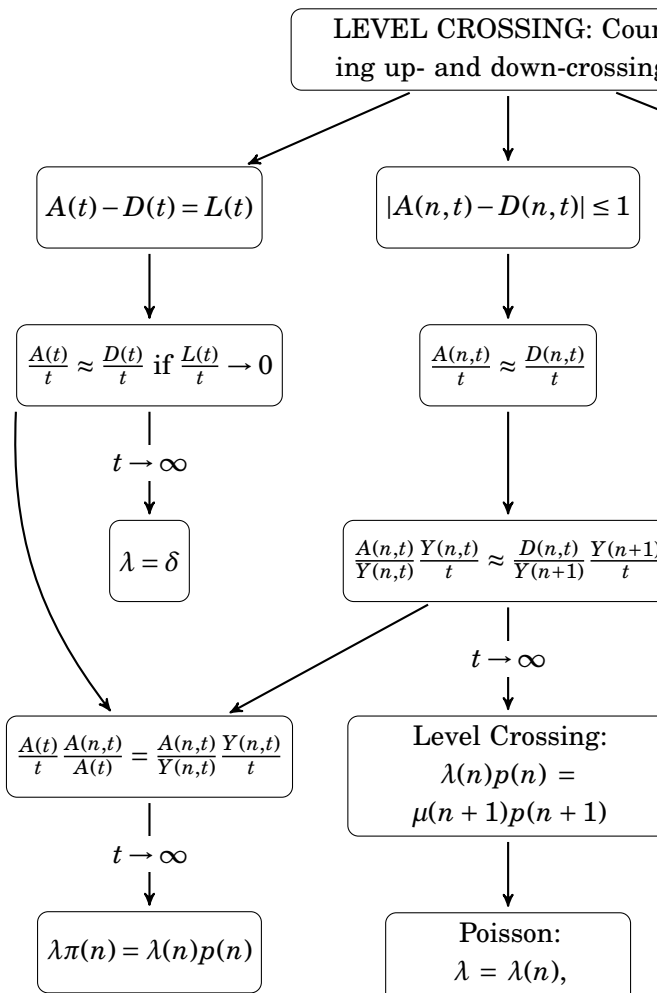 LEVEL CROSSING: Coun
ing up- and down-crossing
A(t) − D(t) = L(t)
|A(n, t) − D(n, t)| ≤ 1
A(t)/t ≈ D(t)/t if L(t)/t → 0
A(n,t)/t ≈ D(n,t)/t
t → ∞
λ = δ
A(n,t)/Y(n,t) Y(n,t)/t ≈ D(n,t)/Y(n+1) Y(n+1)/t
t → ∞
A(t)/t A(n,t)/A(t) = A(n,t)/Y(n,t) Y(n,t)/t
Level Crossing:
λ(n)p(n) =
μ(n + 1)p(n + 1)
t → ∞
λπ(n) = λ(n)p(n)
Poisson:
λ = λ(n),